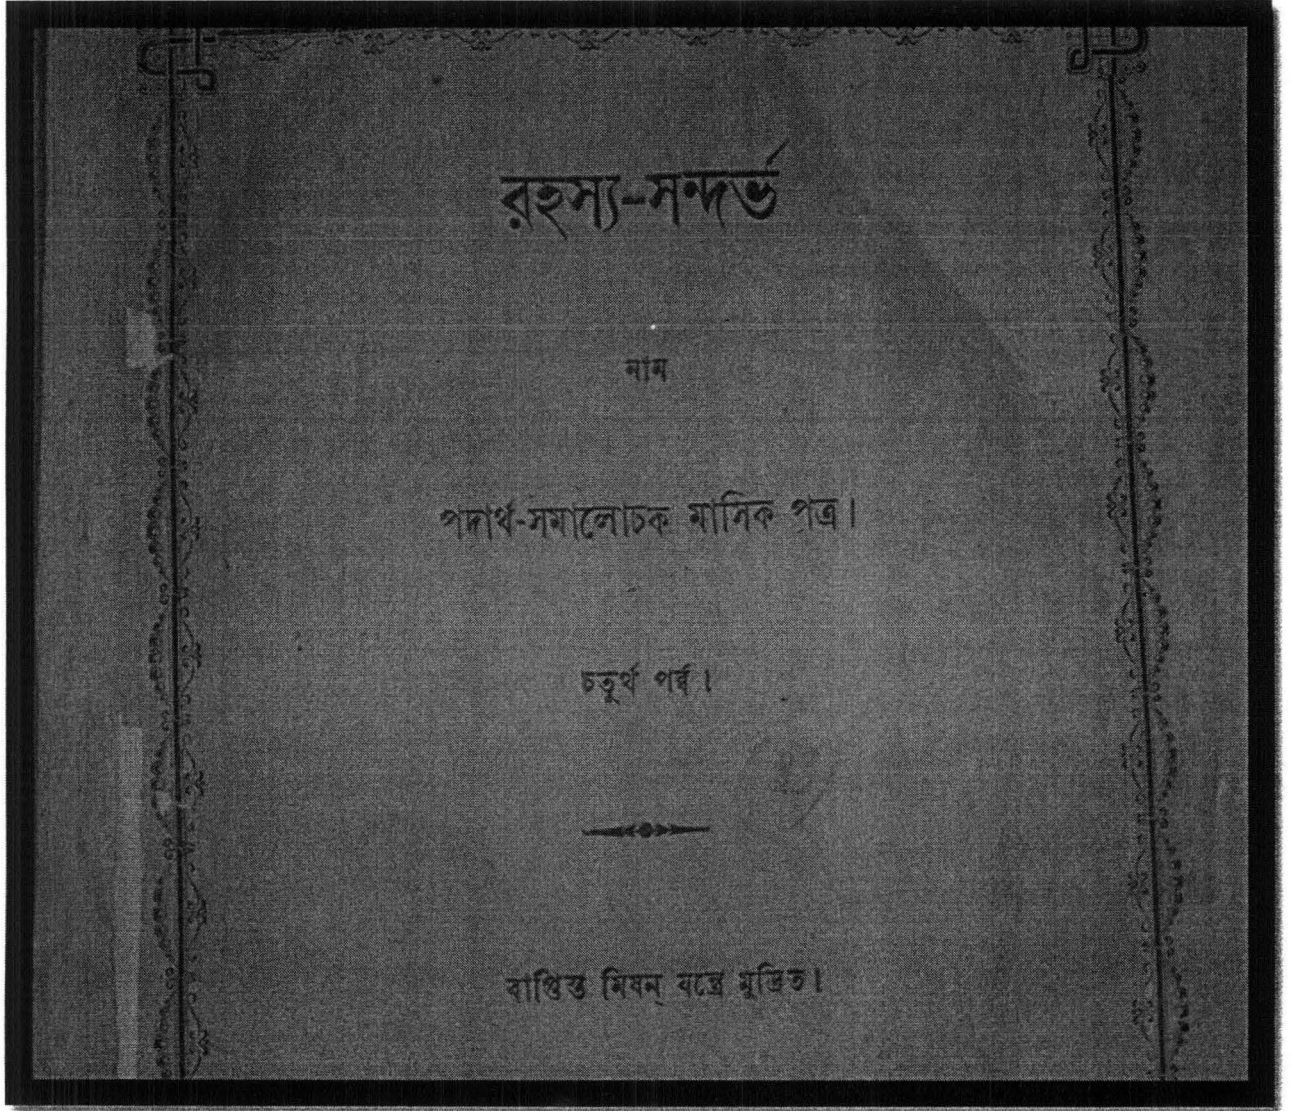 রহস্য-সন্দর্ভ
নাম
পদার্থ-সমালোচক মাসিক পত্র।
চতুর্থ পর্ব্ব।
বাপ্তিস্ত মিষন্ যন্ত্রে মুদ্রিত।